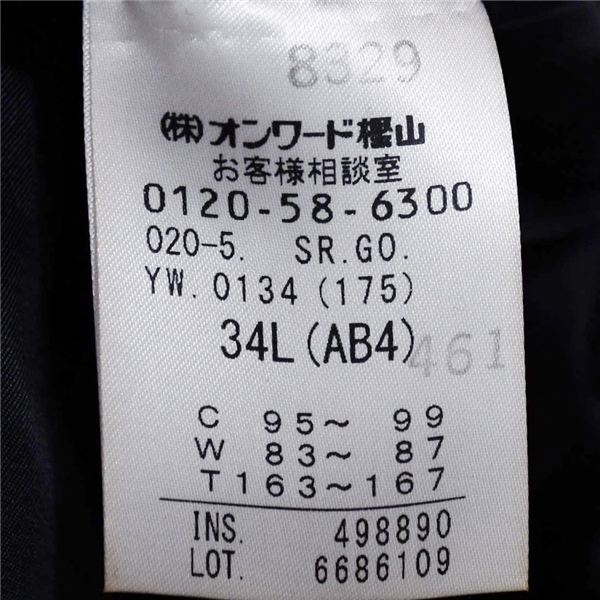 8329
(株)オンワード樫山
お客様相談室
0120-58-6300
020-5. SR.GO.
YW. 0134 (175)
34L(AB4) 461
C 95〜 99
W 83〜 87
T163〜167
INS. 498890
LOT. 6686109